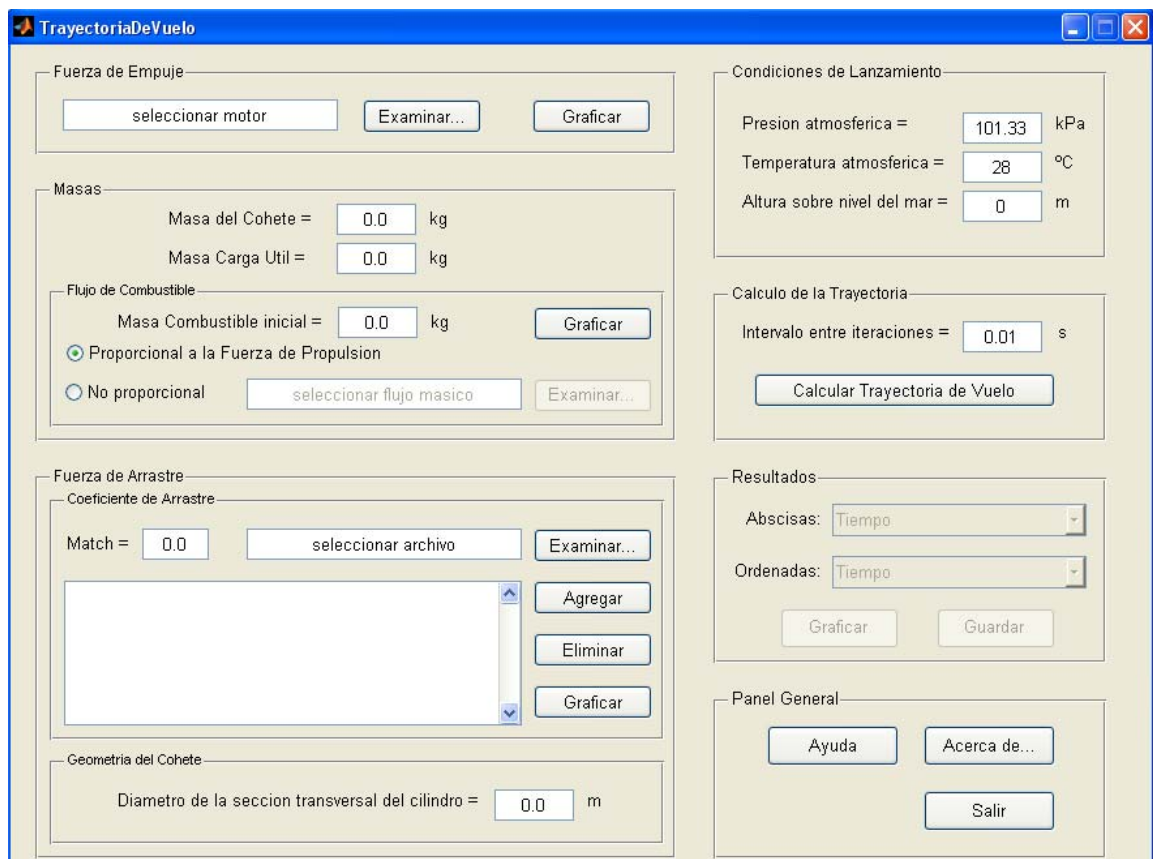 TrayectoriaDeVuelo
Fuerza de Empuje
seleccionar motor Examinar... Graficar
Masas
Masa del Cohete = 0.0 kg
Masa Carga Util = 0.0 kg
Flujo de Combustible
Masa Combustible inicial = 0.0 kg Graficar
Proporcional a la Fuerza de Propulsion
No proporcional seleccionar flujo masico Examinar...
Fuerza de Arrastre
Coeficiente de Arrastre
Match = 0.0 seleccionar archivo Examinar...
Agregar
Eliminar
Graficar
Geometria del Cohete
Diametro de la seccion transversal del cilindro = 0.0 m
Condiciones de Lanzamiento
Presion atmosferica = 101.33 kPa
Temperatura atmosferica = 28 ºC
Altura sobre nivel del mar = 0 m
Calculo de la Trayectoria
Intervalo entre iteraciones = 0.01 s
Calcular Trayectoria de Vuelo
Resultados
Abscisas: Tiempo
Ordenadas: Tiempo
Graficar Guardar
Panel General
Ayuda Acerca de...
Salir